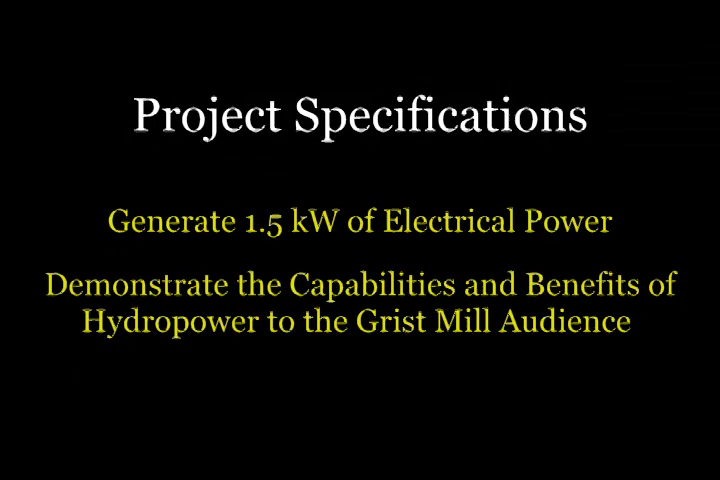 Project Specifications
Generate 1.5 kW of Electrical Power
Demonstrate the Capabilities and Benefits of
Hydropower to the Grist Mill Audience